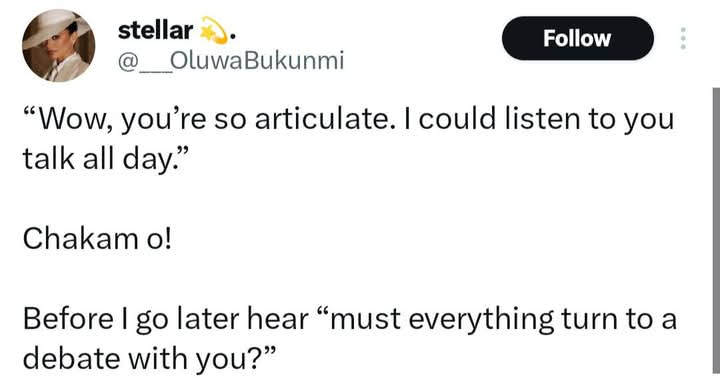 stellar 💫.
@___OluwaBukunmi
Follow
“Wow, you’re so articulate. I could listen to you
talk all day.”
Chakam o!
Before I go later hear “must everything turn to a
debate with you?”